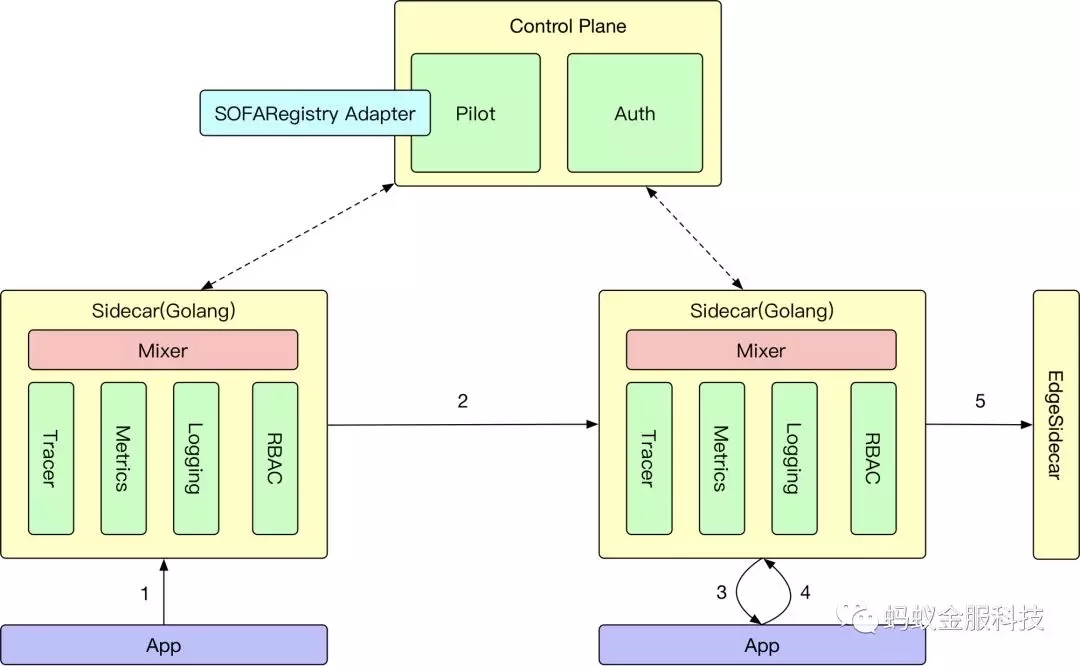 Control Plane
SOFARegistry Adapter
Pilot
Auth
Sidecar(Golang)
Mixer
Tracer
Metrics
Logging
RBAC
2
Sidecar(Golang)
Mixer
Tracer
Metrics
Logging
RBAC
5
EdgeSidecar
1
3
4
App
App
蚂蚁金服科技